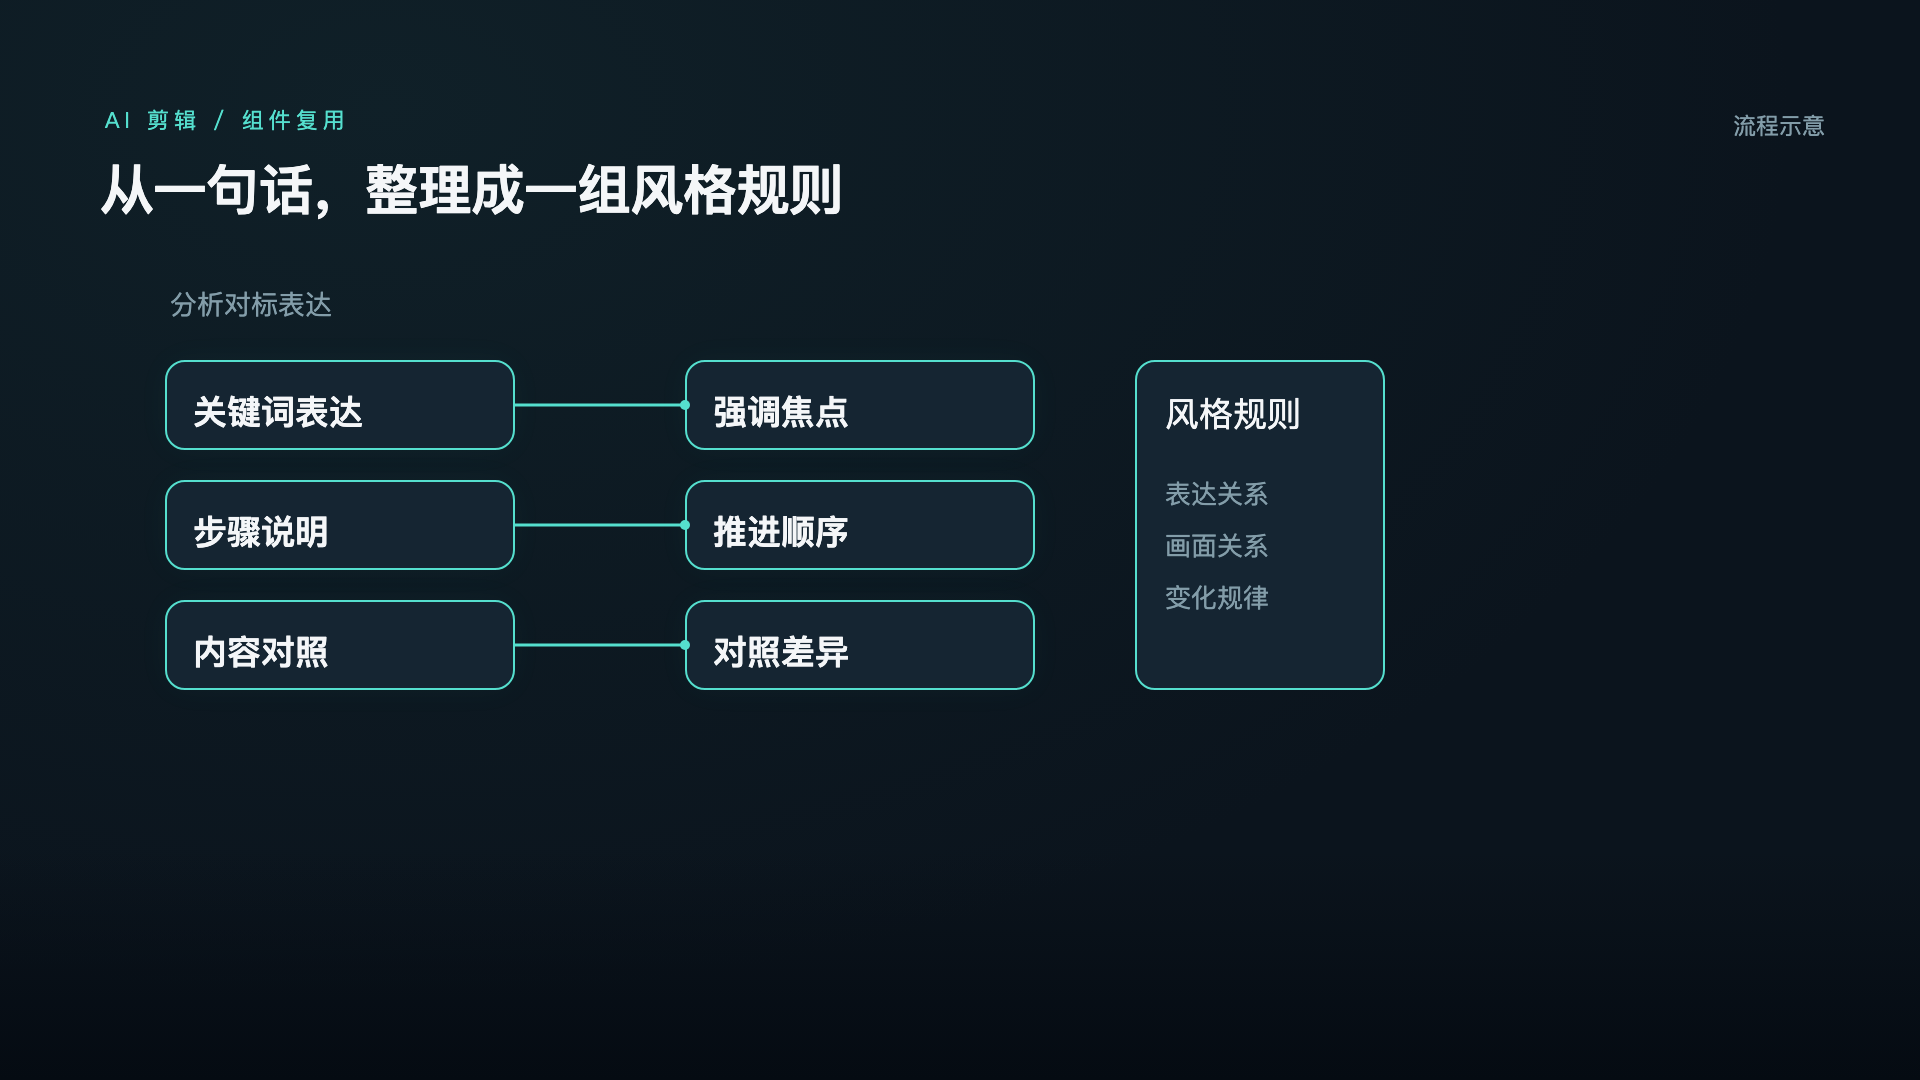 AI 剪辑 / 组件复用
流程示意
从一句话，整理成一组风格规则
分析对标表达
关键词表达
强调焦点
步骤说明
推进顺序
内容对照
对照差异
风格规则
表达关系
画面关系
变化规律